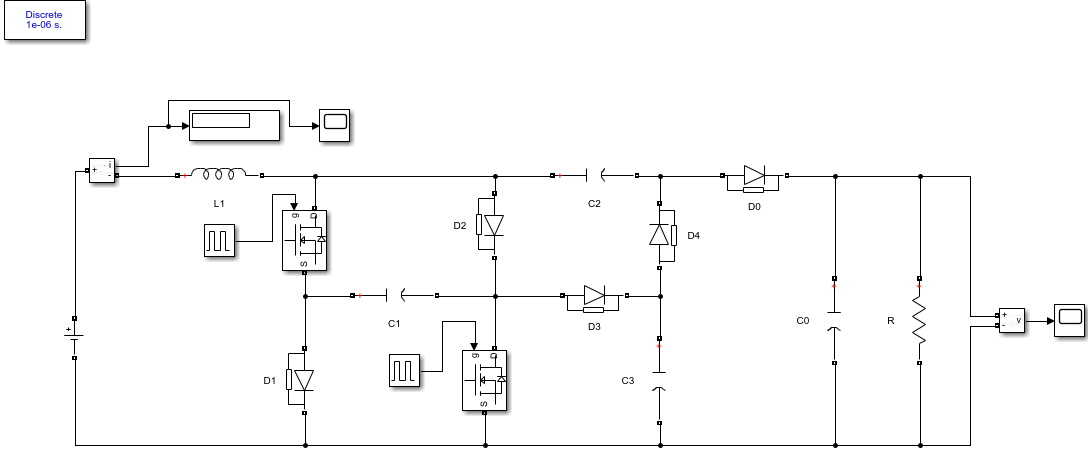 Discrete
1e-06 s.
+
i
-
L1
g
D
S
D2
C2
D0
D4
+
C1
D3
g
D
S
D1
C3
C0
R
+
-
v